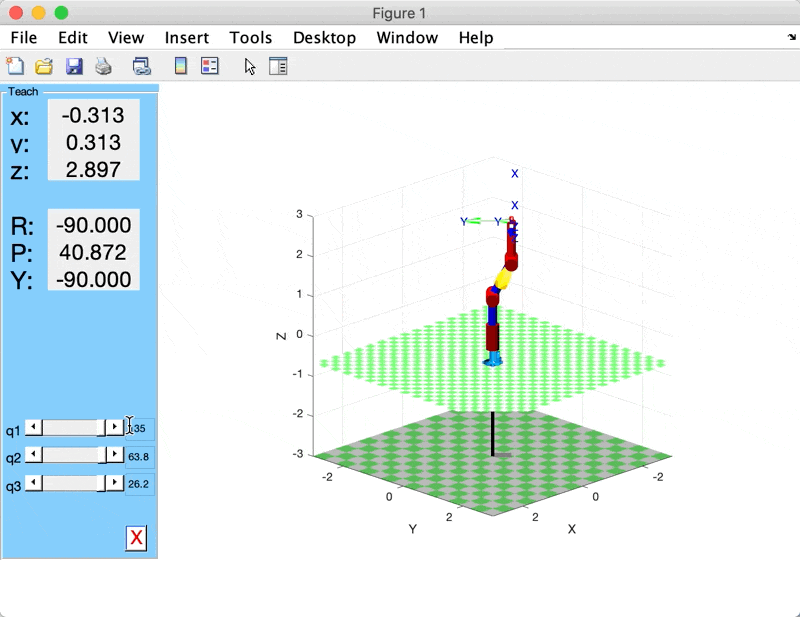 Figure 1
File Edit View Insert Tools Desktop Window Help
Teach
x: -0.313
y: 0.313
z: 2.897
R: -90.000
P: 40.872
Y: -90.000
q1 35
q2 63.8
q3 26.2
X
X
X
Y Y
Z
3
2
1
0
-1
-2
-3
Z
-2
0
2
Y
-2
0
2
X